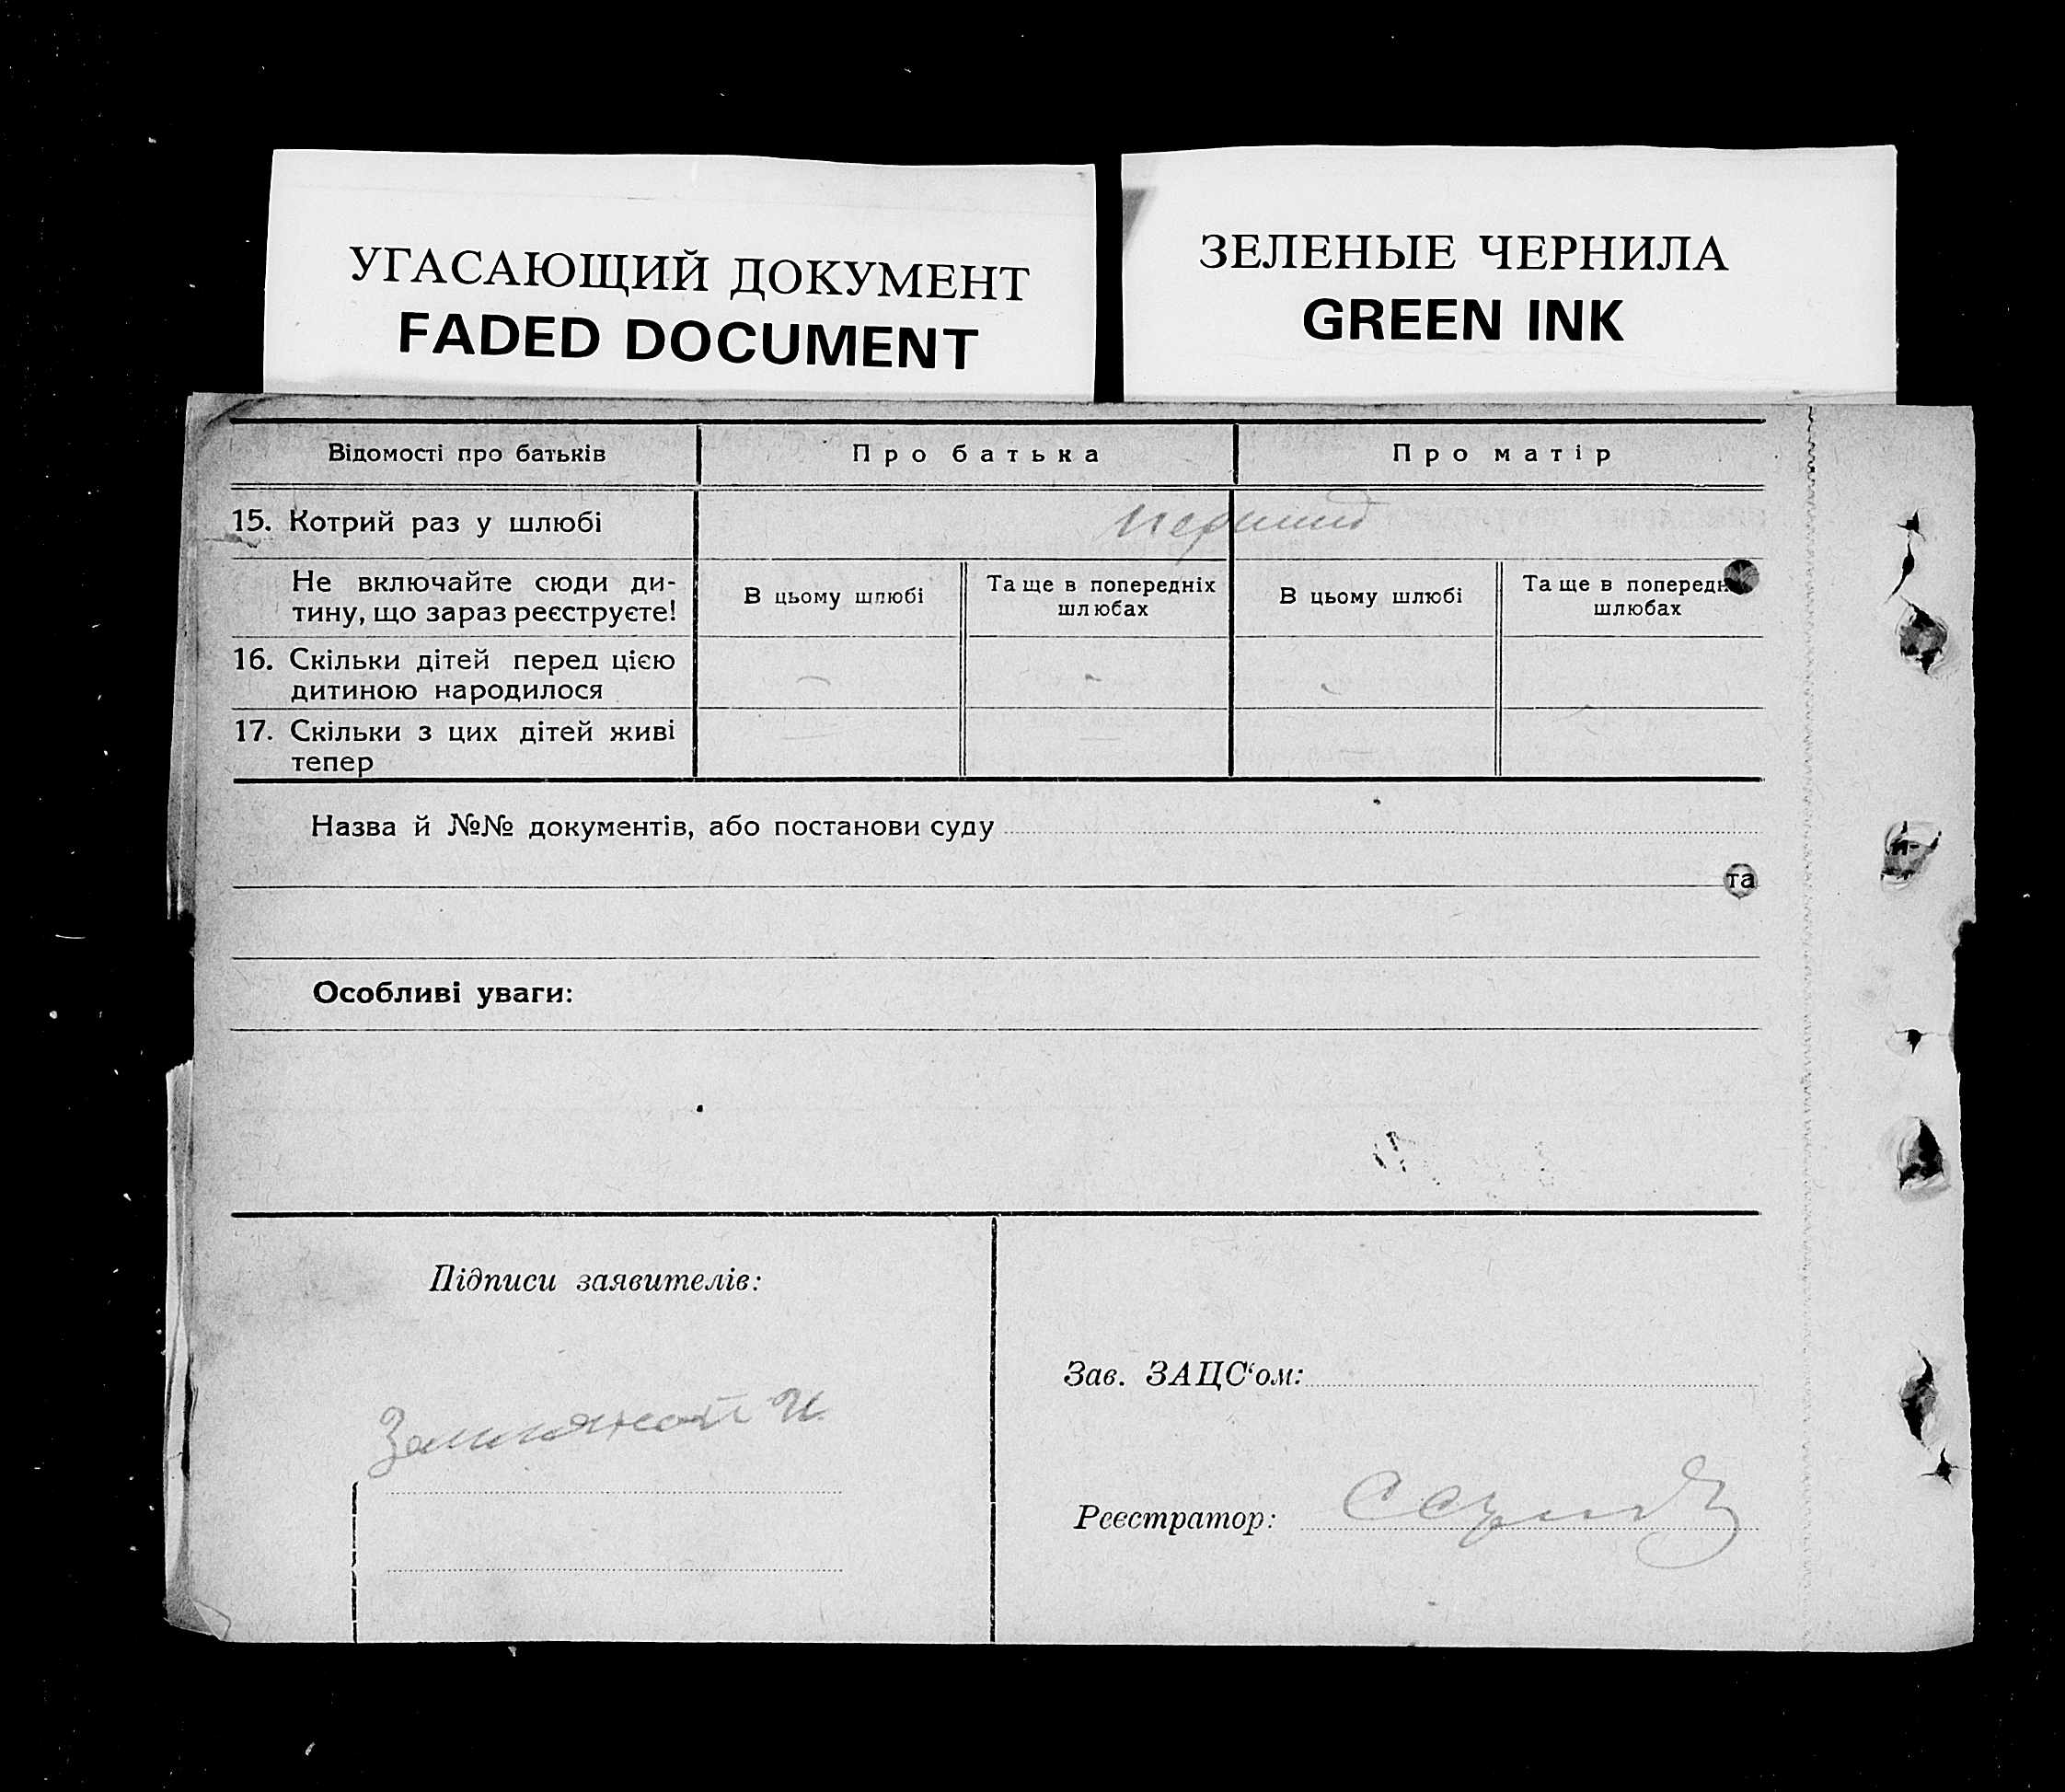 УГАСАЮЩИЙ ДОКУМЕНТ
FADED DOCUMENT
ЗЕЛЕНЫЕ ЧЕРНИЛА
GREEN INK
Відомості про батьків Про батька Про матір
15. Котрий раз у шлюбі перший
Не включайте сюди ди-
тину, що зараз реєструєте!
В цьому шлюбі
Та ще в попередніх
шлюбах
В цьому шлюбі
Та ще в попередн
шлюбах
16. Скільки дітей перед цією
дитиною народилося
17. Скільки з цих дітей живі
тепер
Назва й №№ документів, або постанови суду
та
Особливі уваги:
Підписи заявителів:
Зав. ЗАЦС‘ом:
Реєстратор: